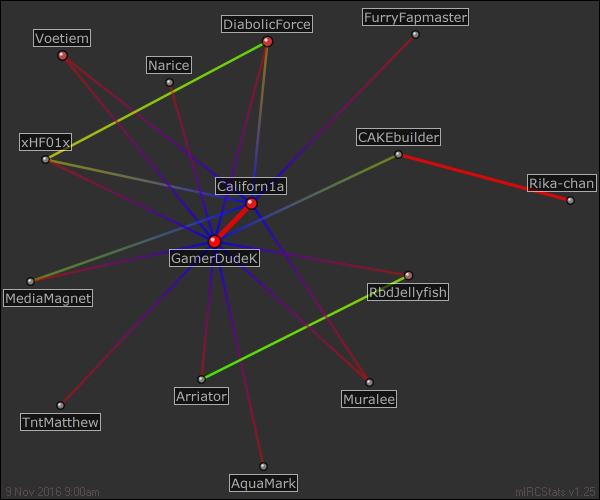 FurryFapmaster
DiabolicForce
Voetiem
Narice
CAKEbuilder
xHF01x
Rika-chan
Californ1a
GamerDudeK
MediaMagnet
RbdJellyfish
Arriator
Muralee
TntMatthew
AquaMark
9 Nov 2016 9:00am
mIRCStats v1.25